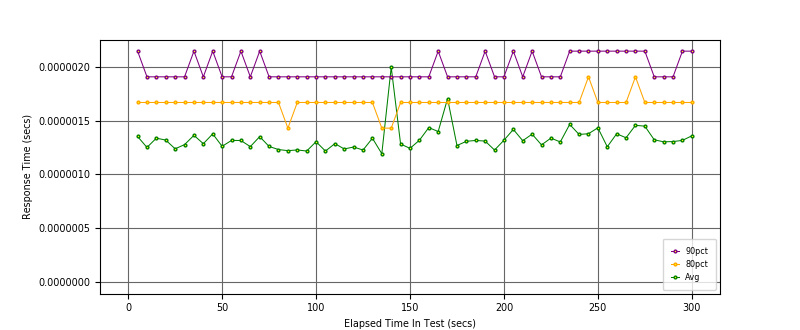 0.0000020
0.0000015
0.0000010
0.0000005
0.0000000
Response Time (secs)
0 50 100 150 200 250 300
Elapsed Time In Test (secs)
90pct
80pct
Avg